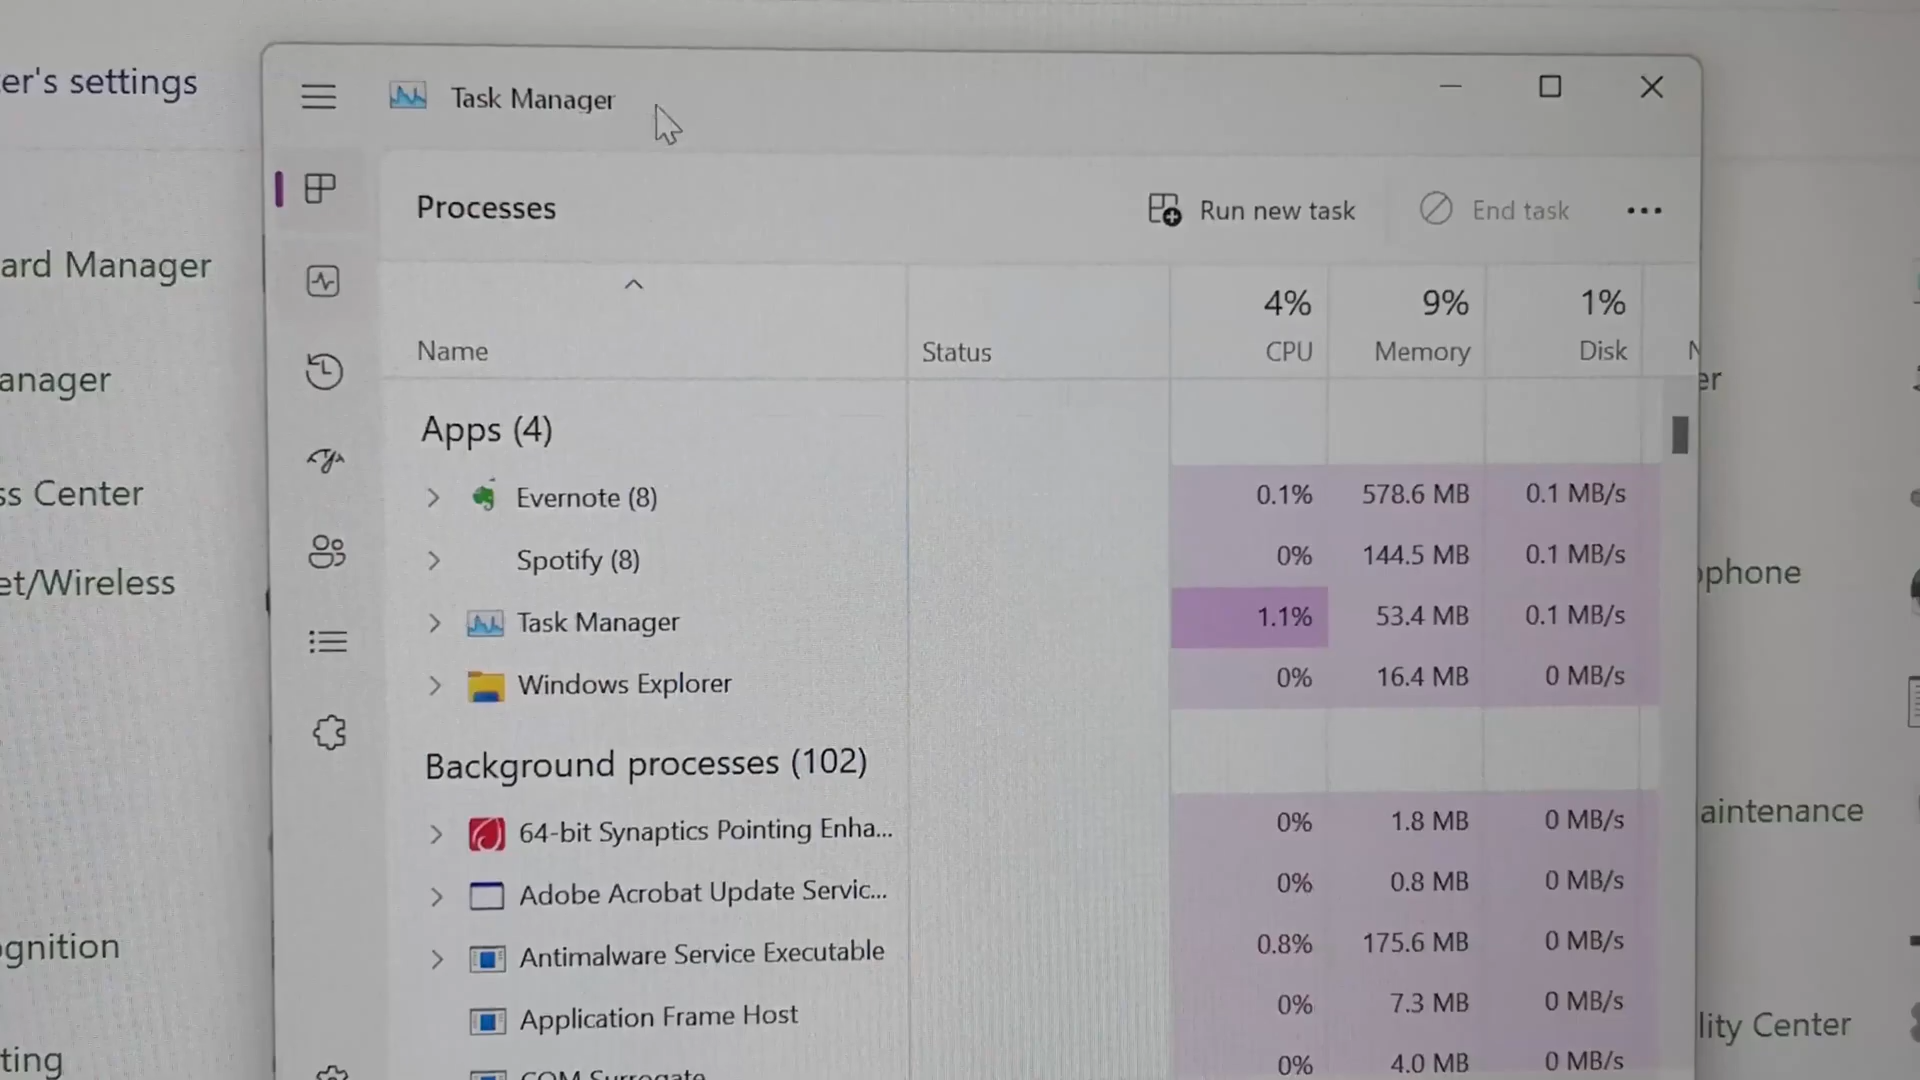 er's settings
Task Manager
Processes
Run new task
End task
ard Manager
4%
9%
1%
Name
Status
CPU
Memory
Disk
anager
er
Apps (4)
ss Center
Evernote (8)
0.1%
578.6 MB
0.1 MB/s
et/Wireless
Spotify (8)
0%
144.5 MB
0.1 MB/s
ophone
Task Manager
1.1%
53.4 MB
0.1 MB/s
Windows Explorer
0%
16.4 MB
0 MB/s
Background processes (102)
64-bit Synaptics Pointing Enha...
0%
1.8 MB
0 MB/s
aintenance
Adobe Acrobat Update Servic...
0%
0.8 MB
0 MB/s
ognition
Antimalware Service Executable
0.8%
175.6 MB
0 MB/s
Application Frame Host
0%
7.3 MB
0 MB/s
lity Center
ting
COM Surrogate
0%
4.0 MB
0 MB/s